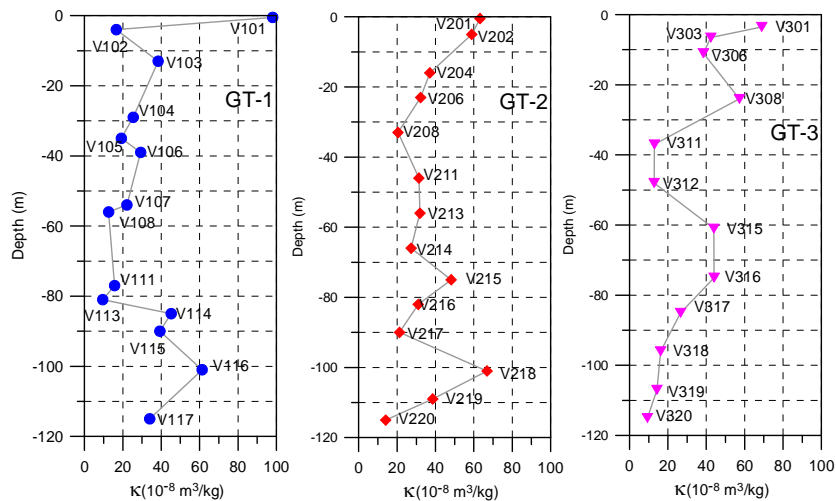 0
-20
-40
-60
-80
-100
-120
Depth (m)
V101
V102
V103
V104
V105
V106
V107
V108
V111
V113
V114
V115
V116
V117
GT-1
0 20 40 60 80 100
κ(10⁻⁸ m³/kg)
0
-20
-40
-60
-80
-100
-120
Depth (m)
V201
V202
V204
V206
V208
V211
V213
V214
V215
V216
V217
V218
V219
V220
GT-2
0 20 40 60 80 100
κ(10⁻⁸ m³/kg)
0
-20
-40
-60
-80
-100
-120
Depth (m)
V301
V303
V306
V308
V311
V312
V315
V316
V317
V318
V319
V320
GT-3
0 20 40 60 80 100
κ(10⁻⁸ m³/kg)